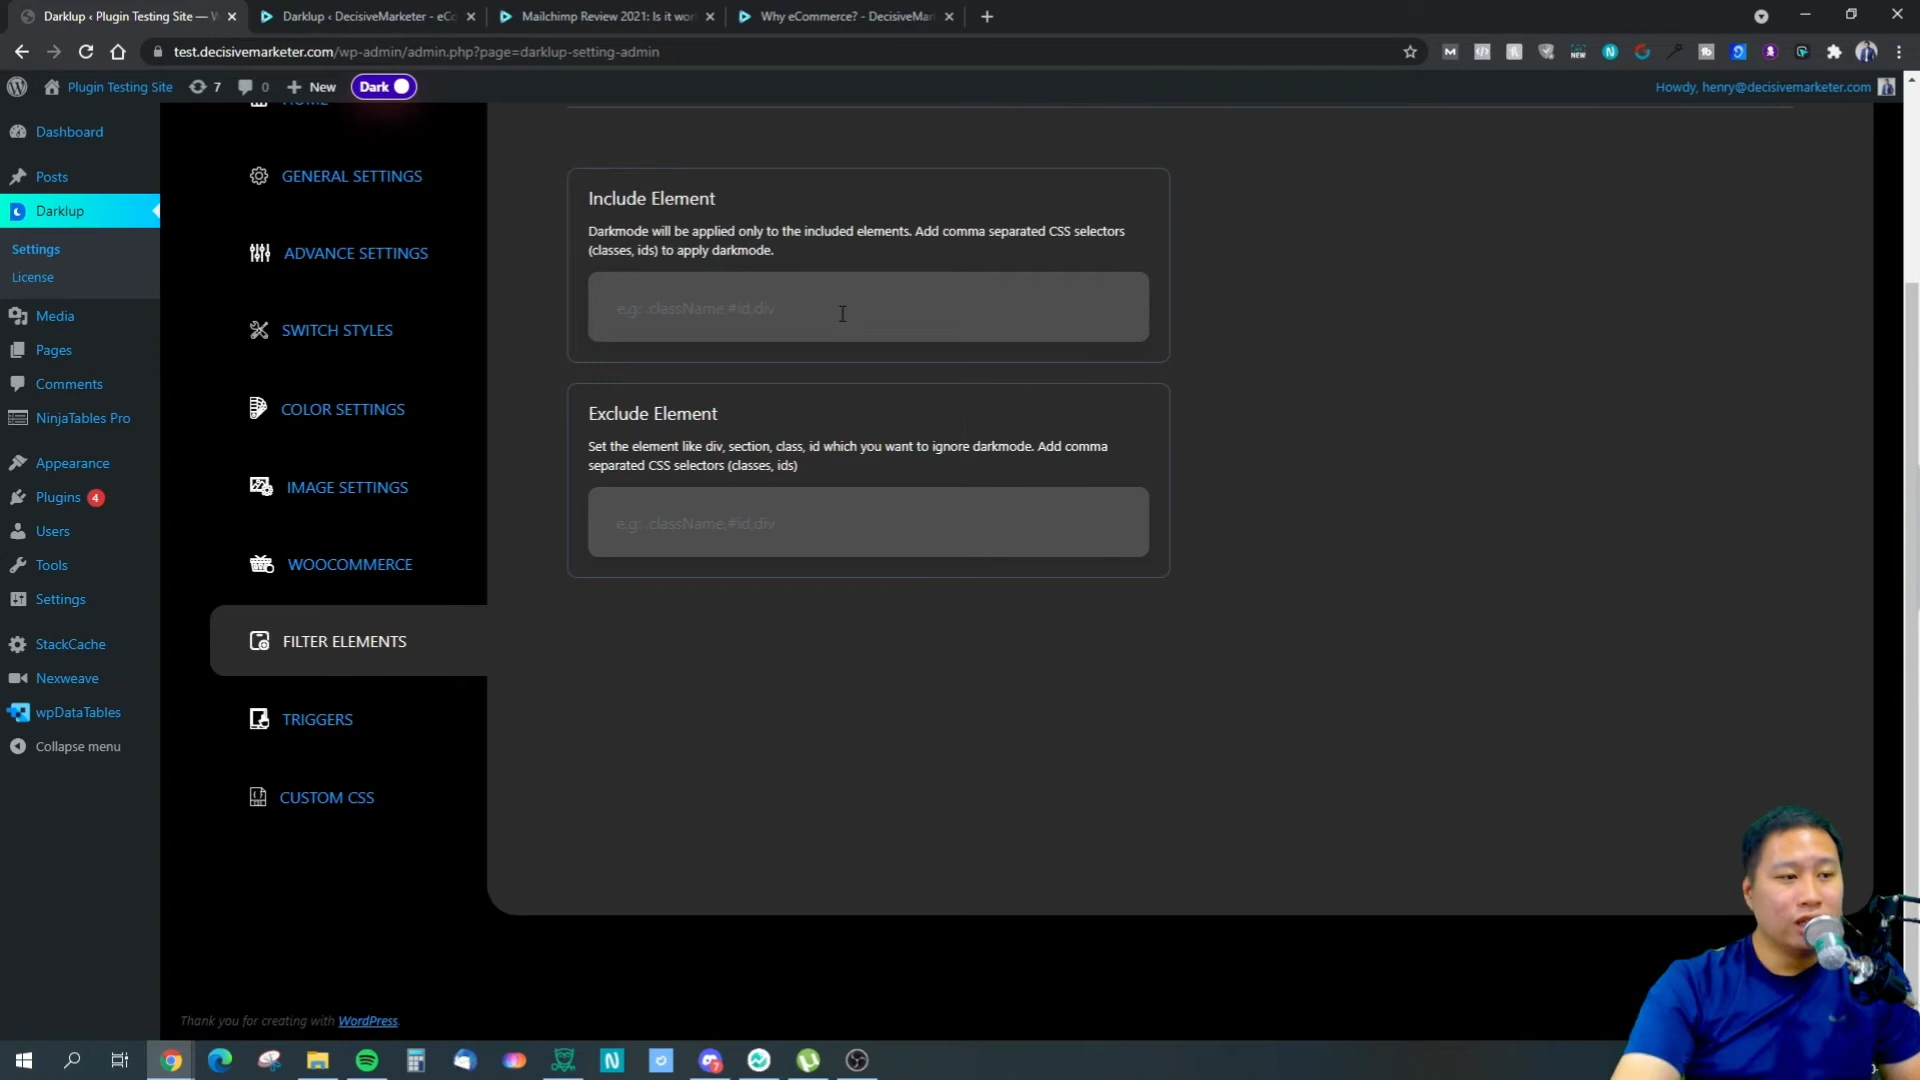 Darklup ‹ Plugin Testing Site — W
Darklup ‹ DecisiveMarketer - eCo
Mailchimp Review 2021: Is it wor
Why eCommerce? - DecisiveMar
test.decisivemarketer.com/wp-admin/admin.php?page=darklup-setting-admin
Plugin Testing Site
7
0
New
Dark
Howdy, henry@decisivemarketer.com
Dashboard
Posts
Darklup
Settings
License
Media
Pages
Comments
NinjaTables Pro
Appearance
Plugins 4
Users
Tools
Settings
StackCache
Nexweave
wpDataTables
Collapse menu
HOME
GENERAL SETTINGS
ADVANCE SETTINGS
SWITCH STYLES
COLOR SETTINGS
IMAGE SETTINGS
WOOCOMMERCE
FILTER ELEMENTS
TRIGGERS
CUSTOM CSS
Include Element
Darkmode will be applied only to the included elements. Add comma separated CSS selectors
(classes, ids) to apply darkmode.
e.g: .className,#id,div
Exclude Element
Set the element like div, section, class, id which you want to ignore darkmode. Add comma
separated CSS selectors (classes, ids)
e.g: .className,#id,div
Thank you for creating with WordPress.